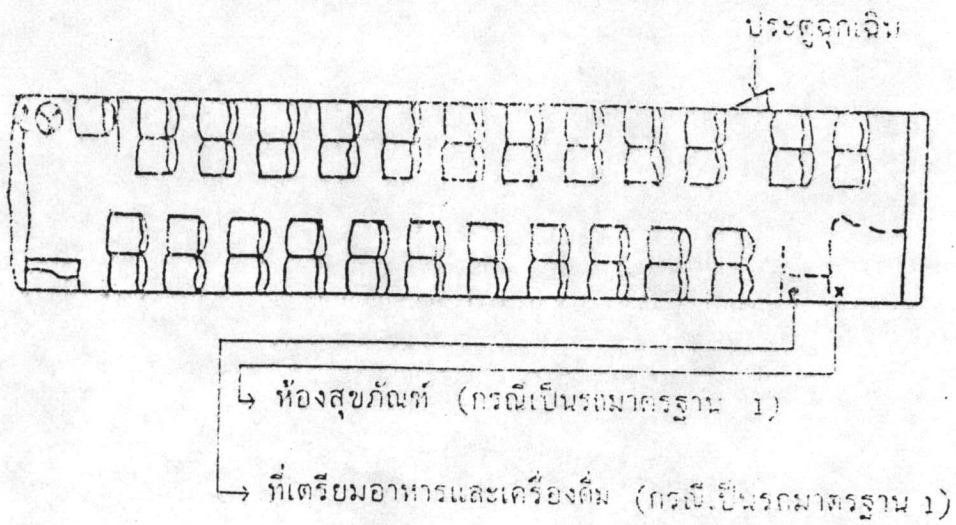 ประตูฉุกเฉิน
ห้องสุขภัณฑ์ (กรณีเป็นรถมาตรฐาน 1)
ที่เตรียมอาหารและเครื่องดื่ม (กรณีเป็นรถมาตรฐาน 1)